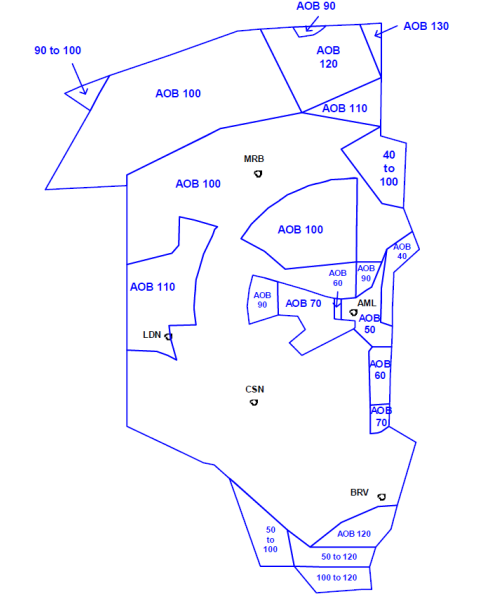 AOB 90
AOB 130
90 to 100
AOB
120
AOB 100
AOB 110
40
to
100
MRB
AOB 100
AOB 100
AOB
40
AOB
60
AOB
90
AOB 110
AOB
90
AOB 70
AML
AOB
50
LDN
AOB
60
CSN
AOB
70
BRV
50
to
100
AOB 120
50 to 120
100 to 120